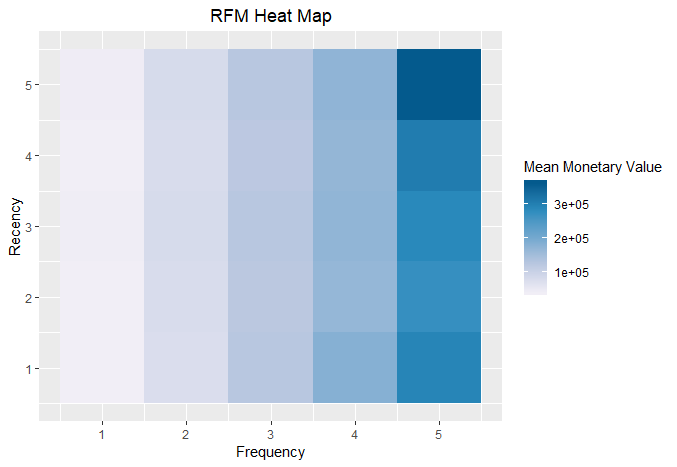 RFM Heat Map
Recency
5
4
3
2
1
1 2 3 4 5
Frequency
Mean Monetary Value
3e+05
2e+05
1e+05